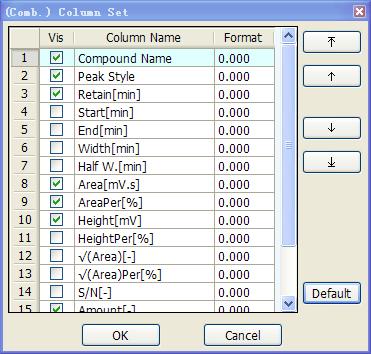 (Comb.) Column Set
Vis Column Name Format
1 Compound Name 0.000
2 Peak Style 0.000
3 Retain[min] 0.000
4 Start[min] 0.000
5 End[min] 0.000
6 Width[min] 0.000
7 Half W.[min] 0.000
8 Area[mV.s] 0.000
9 AreaPer[%] 0.000
10 Height[mV] 0.000
11 HeightPer[%] 0.000
12 √(Area)[-] 0.000
13 √(Area)Per[%] 0.000
14 S/N[-] 0.000
15 Amount[-] 0.000
Default
OK Cancel